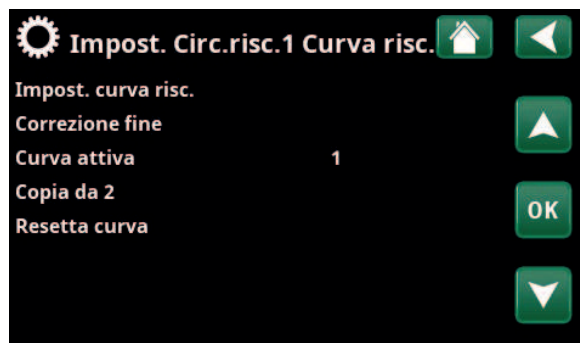 Impost. Circ.risc.1 Curva risc.
Impost. curva risc.
Correzione fine
Curva attiva 1
Copia da 2
Resetta curva
OK